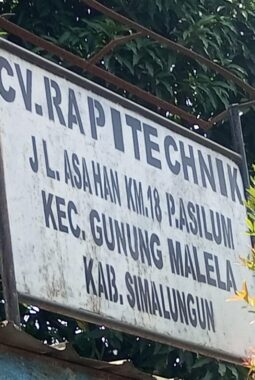 CV.RAPITECHNIK
JL. ASAHAN KM.18 P.ASILUM
KEC. GUNUNG MALELA
KAB. SIMALUNGUN